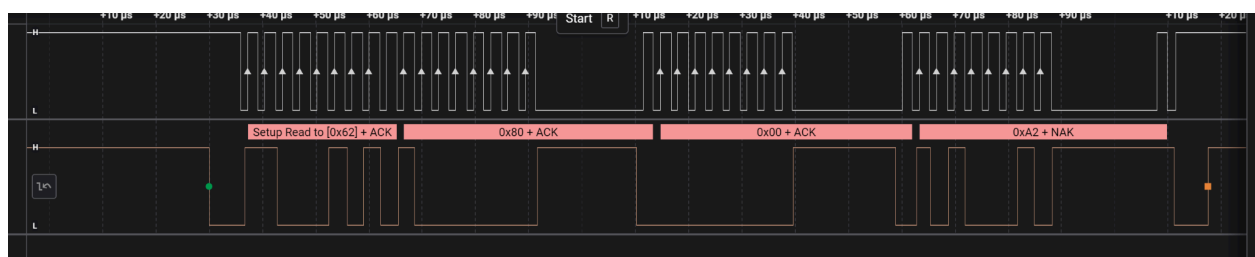 +10 µs +20 µs +30 µs +40 µs +50 µs +60 µs +70 µs +80 µs +90 µs Start R +10 µs +20 µs +30 µs +40 µs +50 µs +60 µs +70 µs +80 µs +90 µs +10 µs +20 µ
H
L
Setup Read to [0x62] + ACK 0x80 + ACK 0x00 + ACK 0xA2 + NAK
H
L